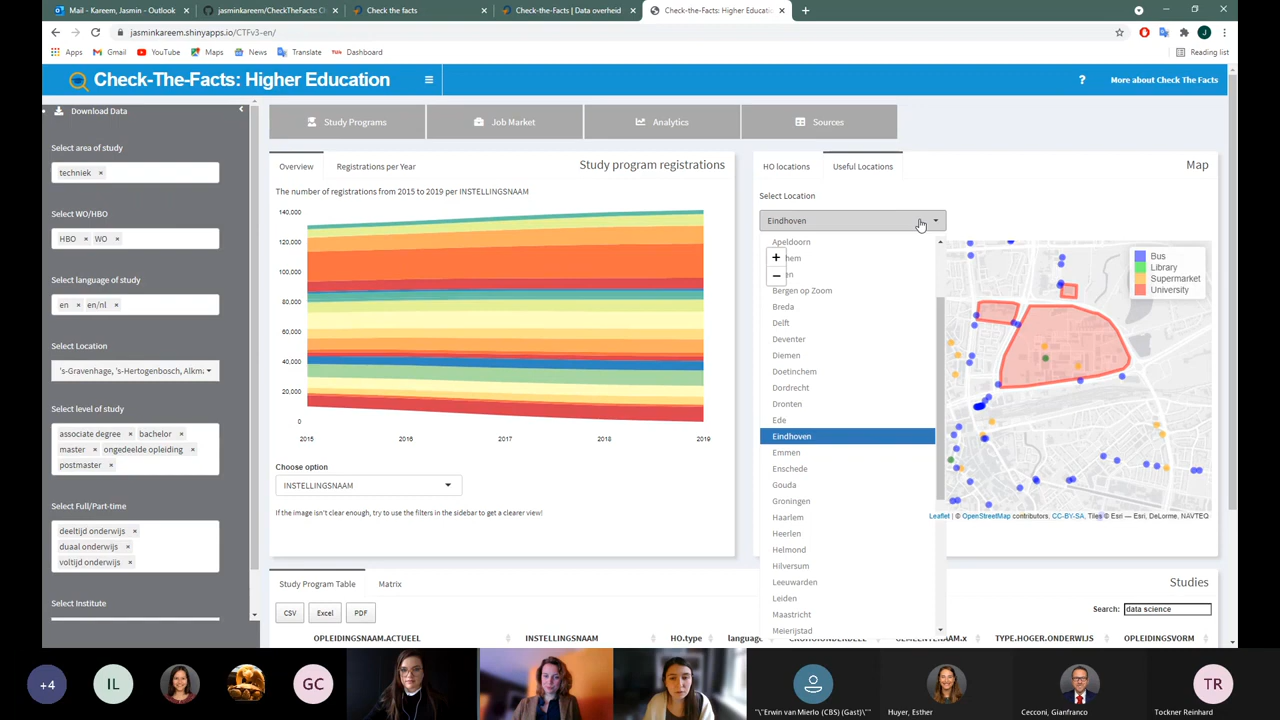 Mail - Kareem, Jasmin - Outlook
jasminkareem/CheckTheFacts: C
Check the facts
Check-the-Facts | Data overheid
Check-the-Facts: Higher Educatio
jasminkareem.shinyapps.io/CTFv3-en/
Apps
Gmail
YouTube
Maps
News
Translate
Dashboard
Reading list
Check-The-Facts: Higher Education
?
More about Check The Facts
Download Data
Study Programs
Job Market
Analytics
Sources
Select area of study
techniek ×
Select WO/HBO
HBO × WO ×
Select language of study
en × en/nl ×
Select Location
's-Gravenhage, 's-Hertogenbosch, Alkma
Select level of study
associate degree × bachelor ×
master × ongedeelde opleiding ×
postmaster ×
Select Full/Part-time
deeltijd onderwijs ×
duaal onderwijs ×
voltijd onderwijs ×
Select Institute
Overview
Registrations per Year
Study program registrations
The number of registrations from 2015 to 2019 per INSTELLINGSNAAM
140,000
120,000
100,000
80,000
60,000
40,000
20,000
0
2015 2016 2017 2018 2019
Choose option
INSTELLINGSNAAM
If the image isn't clear enough, try to use the filters in the sidebar to get a clearer view!
HO locations
Useful Locations
Map
Select Location
Eindhoven
Apeldoorn
Bergen op Zoom
Breda
Delft
Deventer
Diemen
Doetinchem
Dordrecht
Dronten
Ede
Eindhoven
Emmen
Enschede
Gouda
Groningen
Haarlem
Heerlen
Helmond
Hilversum
Leeuwarden
Leiden
Maastricht
Meierijstad
+
−
Bus
Library
Supermarket
University
Leaflet | © OpenStreetMap contributors, CC-BY-SA, Tiles © Esri — Esri, DeLorme, NAVTEQ
Study Program Table
Matrix
Studies
CSV
Excel
PDF
Search: data science
OPLEIDINGSNAAM.ACTUEEL
INSTELLINGSNAAM
HO.type
language
TYPE.HOGER.ONDERWIJS
OPLEIDINGSVORM
+4
IL
GC
"\"Erwin van Mierlo (CBS) (Gast)\""
Huyer, Esther
Cecconi, Gianfranco
TR
Tockner Reinhard